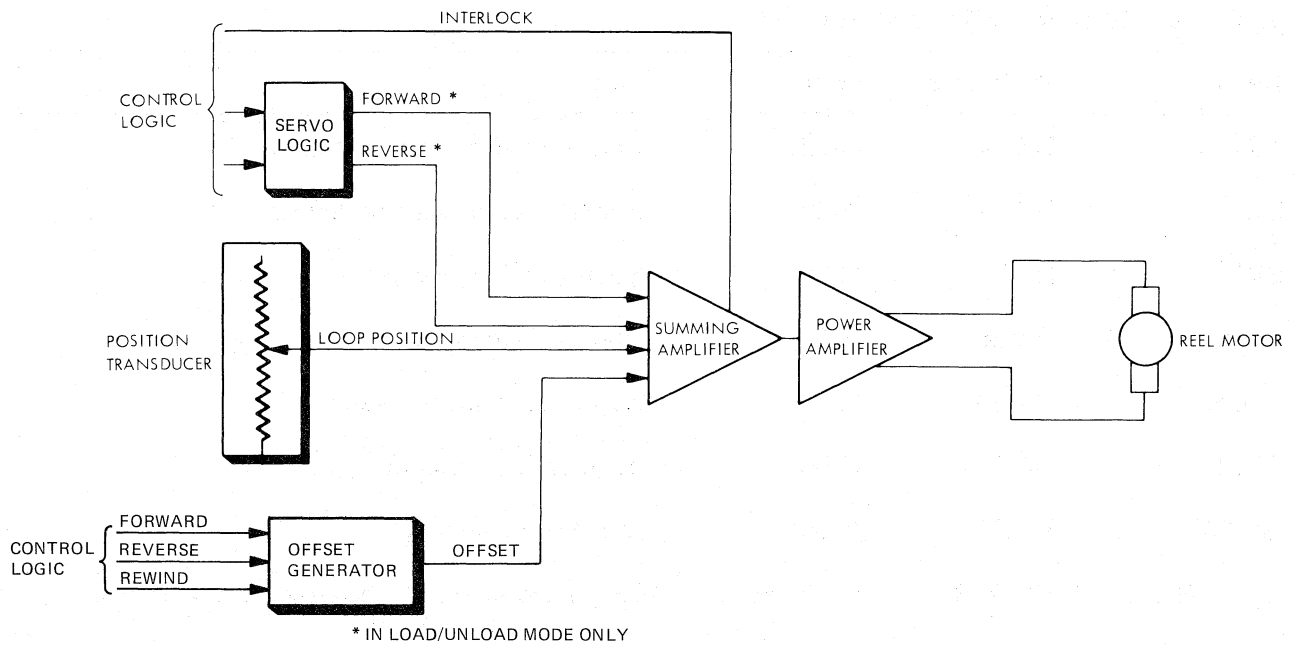 INTERLOCK
CONTROL
LOGIC
SERVO
LOGIC
FORWARD *
REVERSE *
POSITION
TRANSDUCER
LOOP POSITION
SUMMING
AMPLIFIER
POWER
AMPLIFIER
REEL MOTOR
CONTROL
LOGIC
FORWARD
REVERSE
REWIND
OFFSET
GENERATOR
OFFSET
* IN LOAD/UNLOAD MODE ONLY